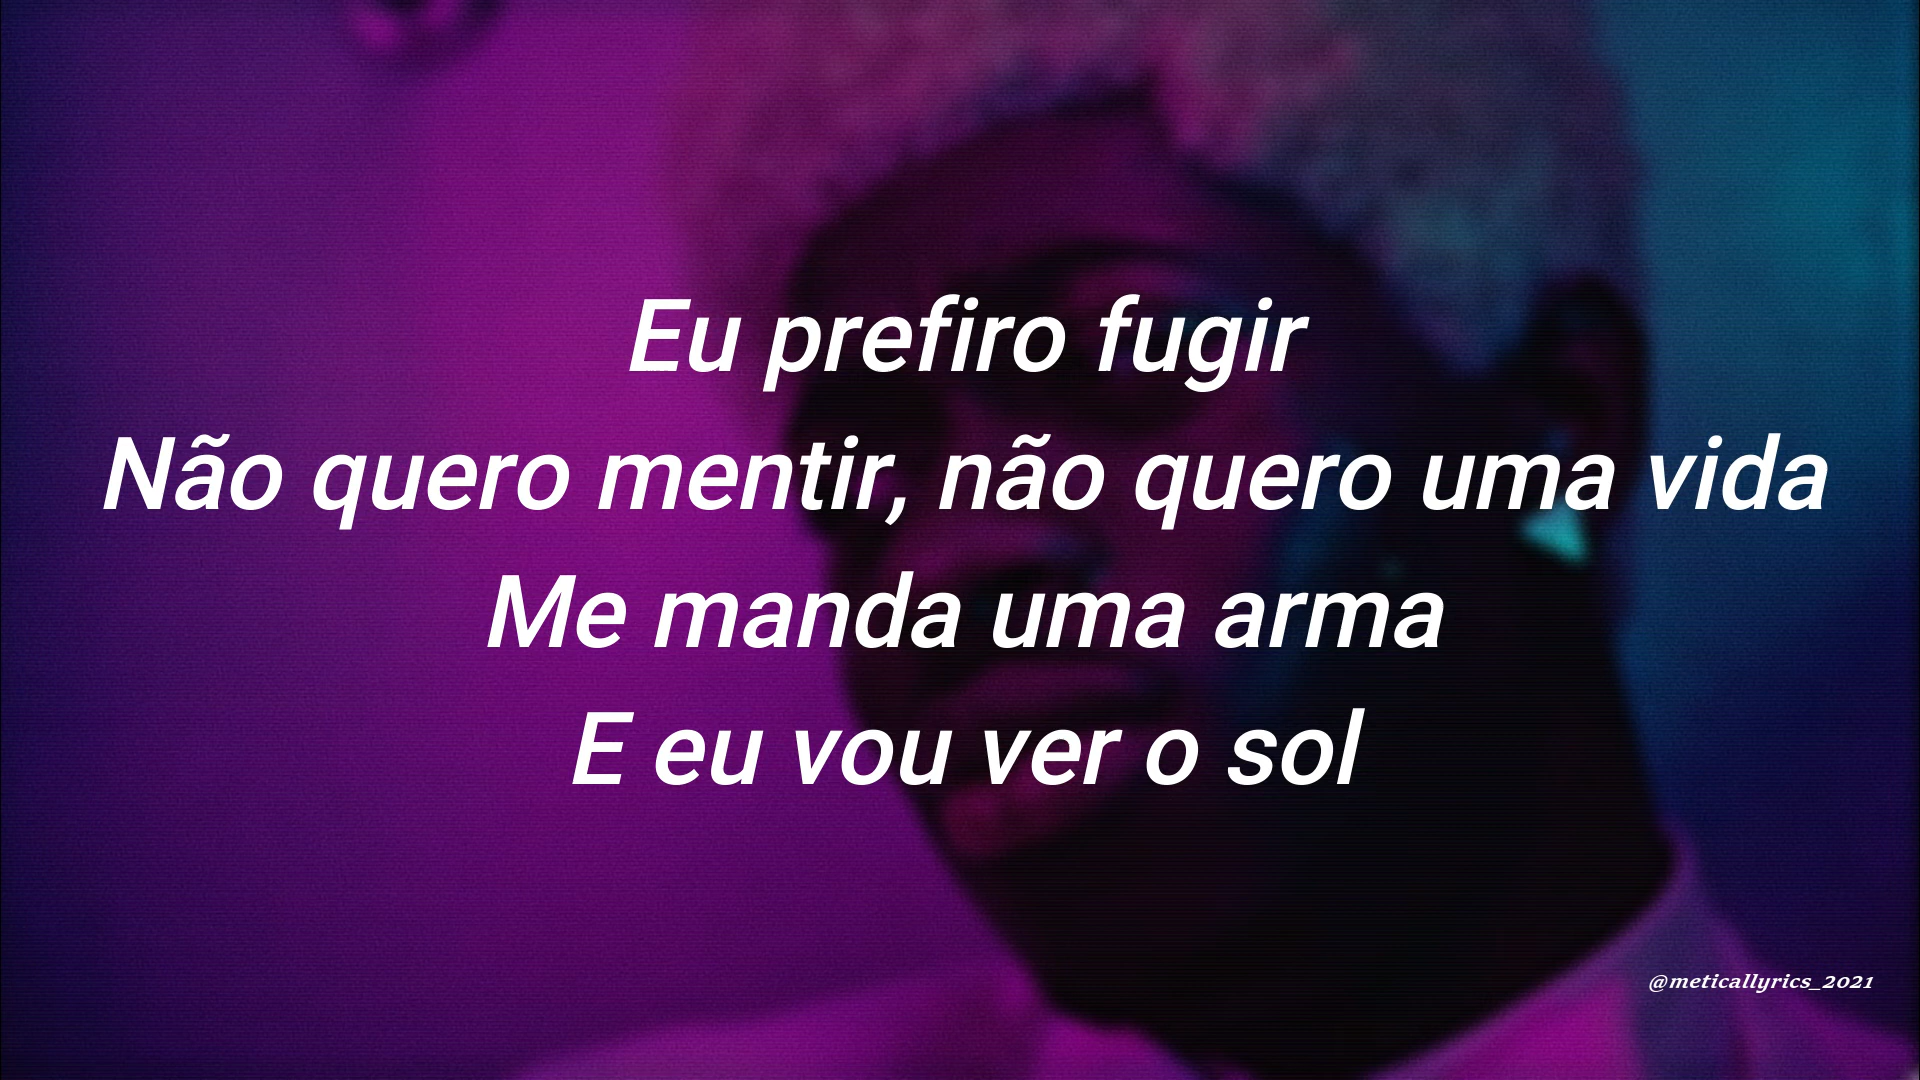 Eu prefiro fugir
Não quero mentir, não quero uma vida
Me manda uma arma
E eu vou ver o sol
@meticallyrics_2021